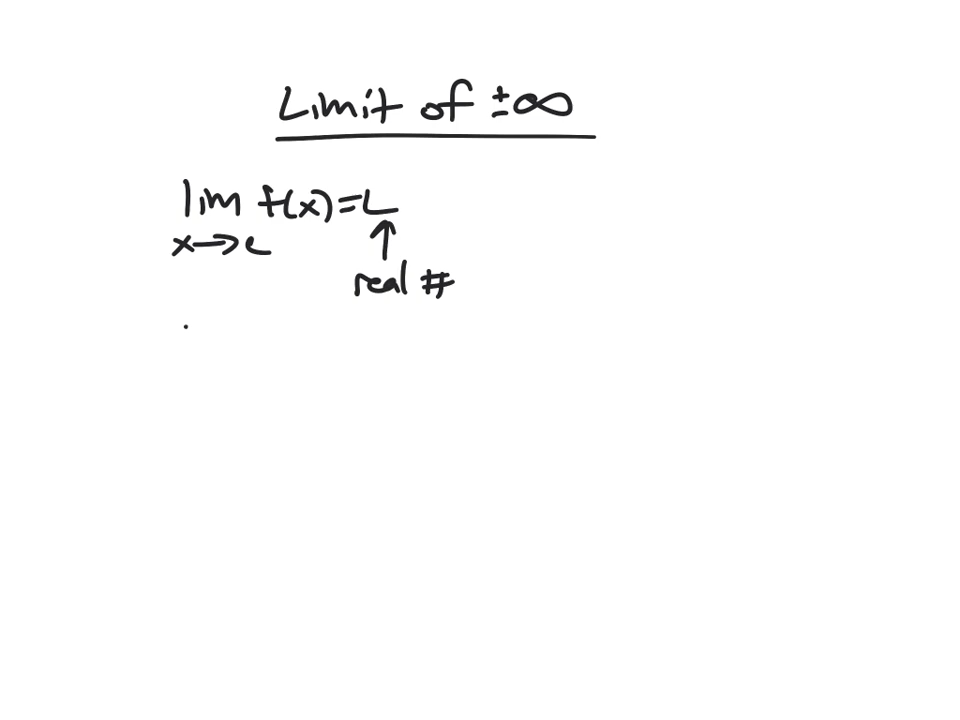 Limit of ±∞
lim f(x)=L
x→c
real #